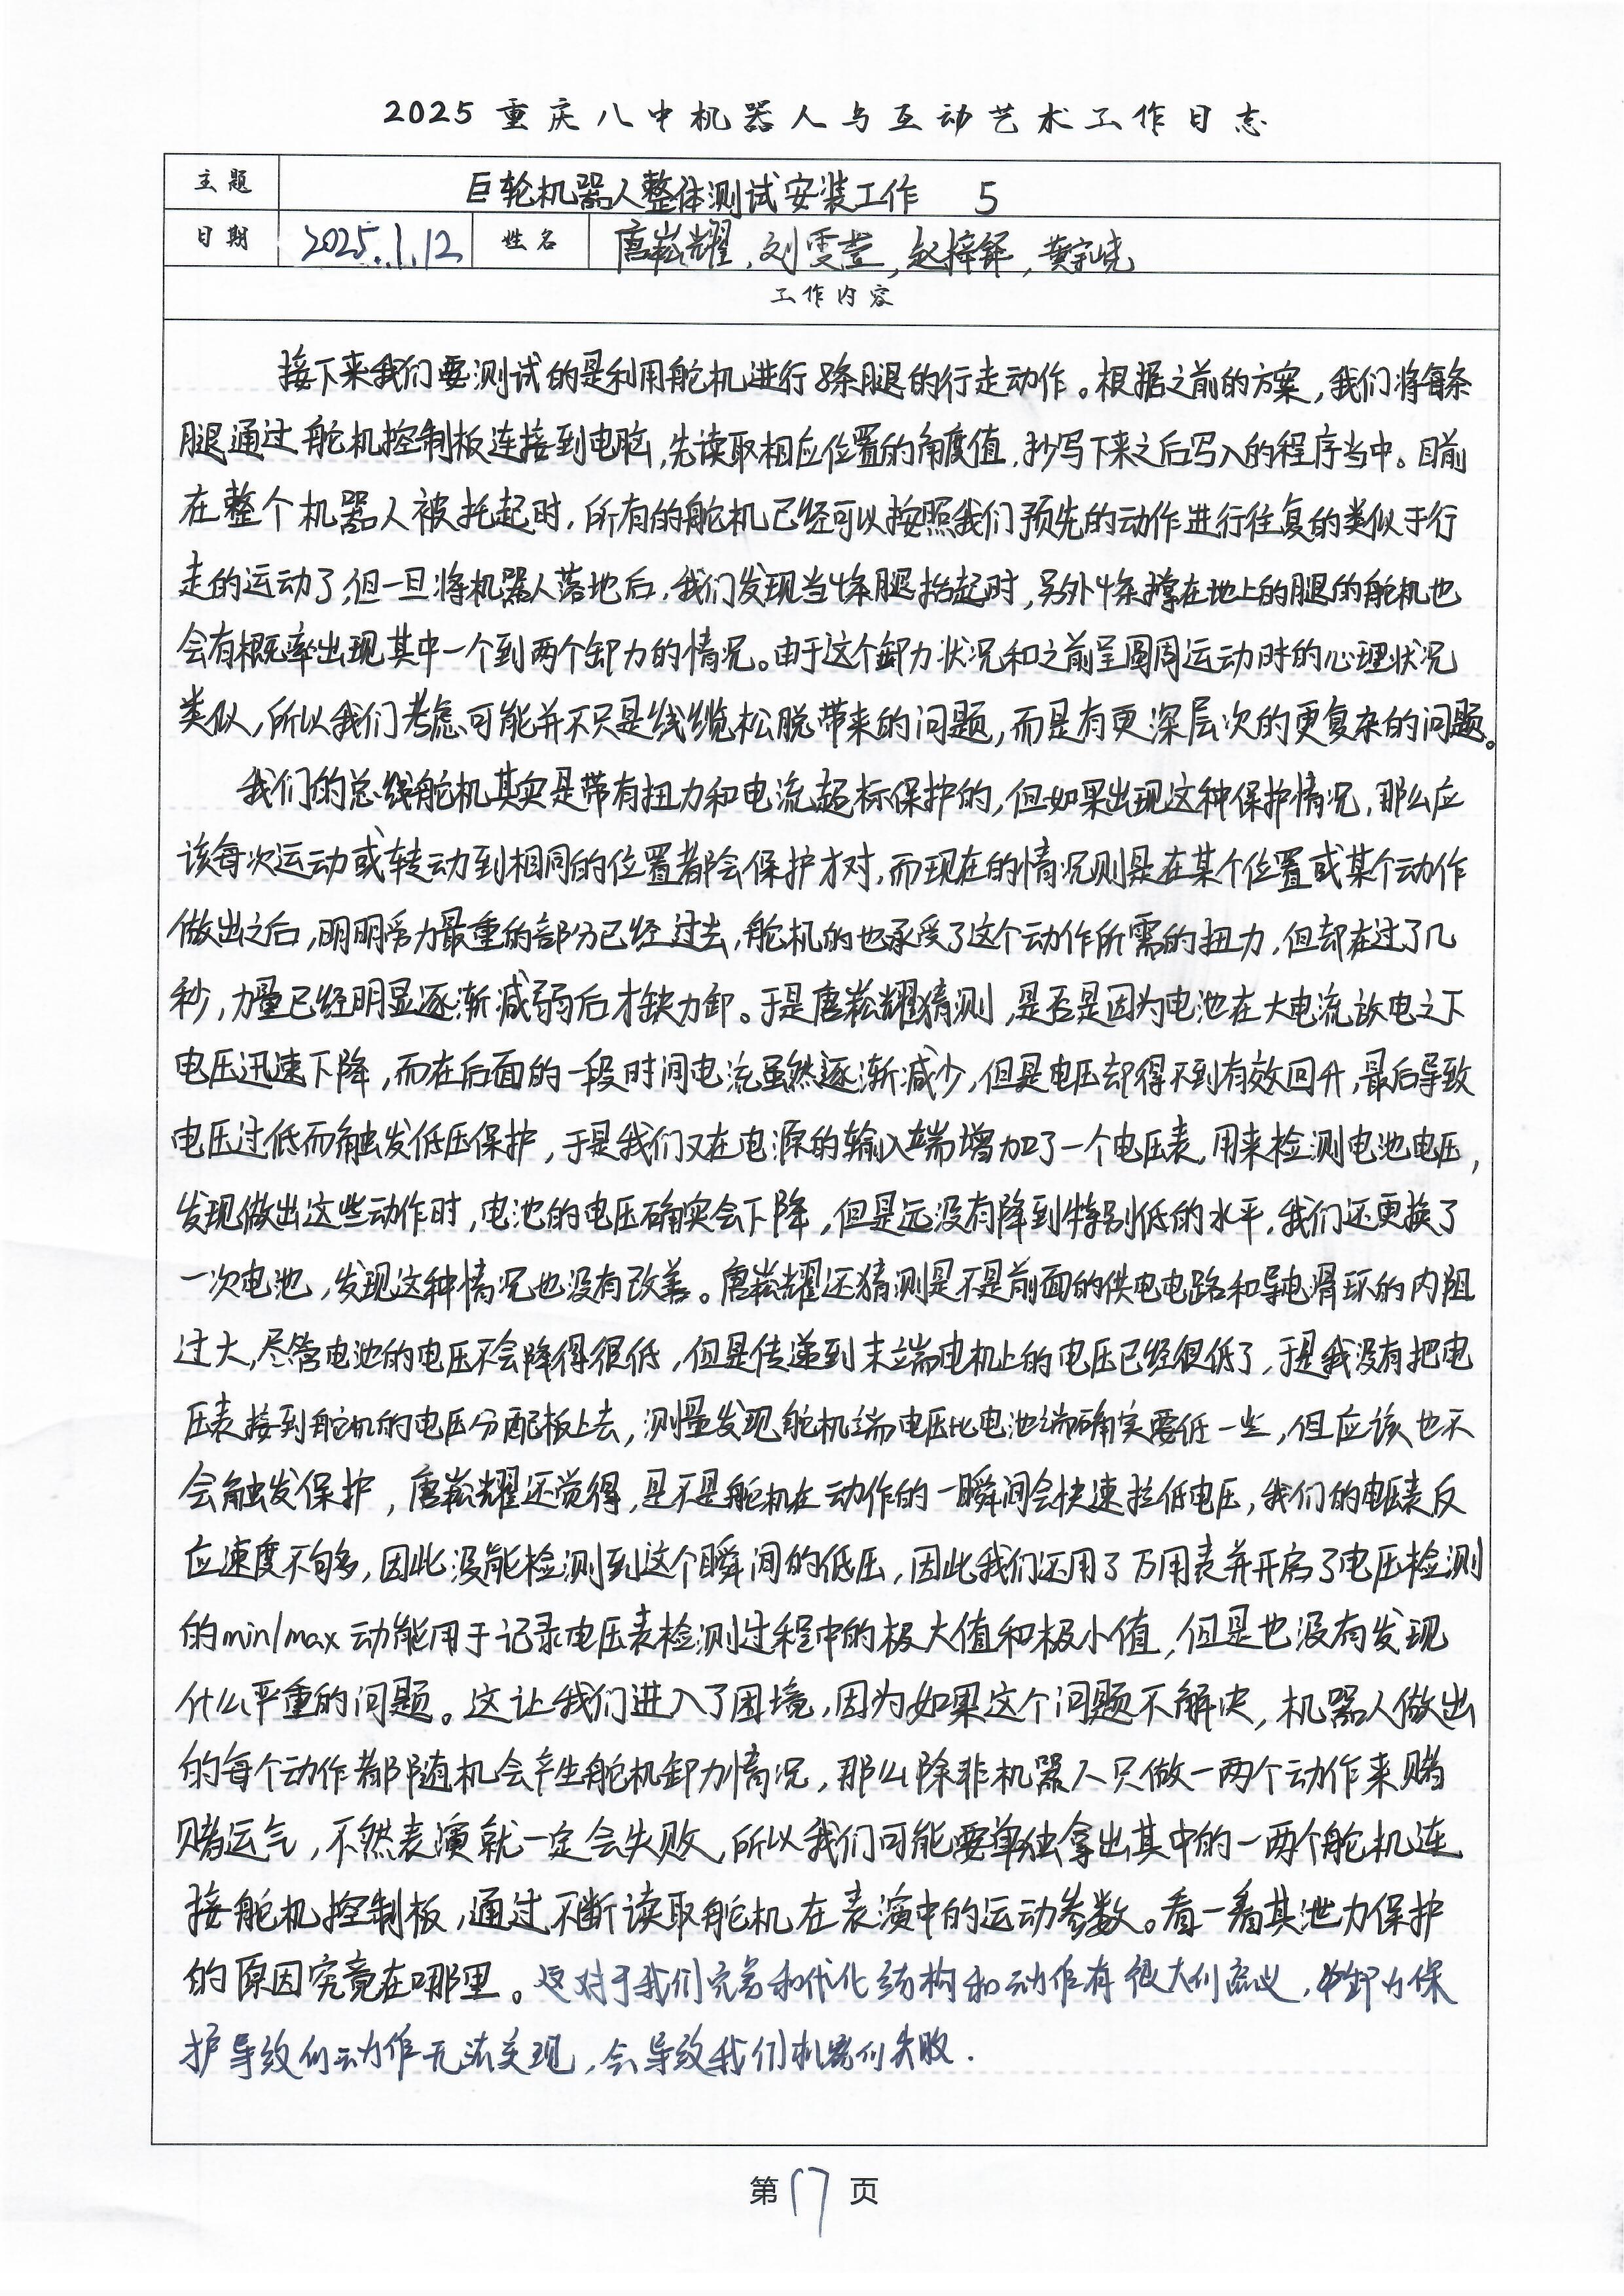 2025重庆八中机器人与互动艺术工作日志
主题 巨轮机器人整体测试安装工作 5
日期 2025.1.12 姓名 唐崧耀,刘雯萱,赵梓铎,黄宗晓
工作内容
接下来我们要测试的是利用舵机进行8条腿的行走动作。根据之前的方案,我们将每条
腿通过舵机控制板连接到电脑,先读取相应位置的角度值,抄写下来之后写入的程序当中。目前
在整个机器人被托起时,所有的舵机已经可以按照我们预先的动作进行往复的类似于行
走的运动了,但一旦将机器人落地后,我们发现当4条腿抬起时,另外4条撑在地上的腿的舵机也
会有概率出现其中一个到两个卸力的情况。由于这个卸力状况和之前呈圆周运动时的心理状况
类似,所以我们考虑可能并不只是线缆松脱带来的问题,而是有更深层次的更复杂的问题。
我们的总线舵机其实是带有扭力和电流超标保护的,但如果出现这种保护情况,那么应
该每次运动或转动到相同的位置都会保护才对,而现在的情况则是在某个位置或某个动作
做出之后,明明受力最重的部分已经过去,舵机的也承受了这个动作所需的扭力,但却在过了几
秒,力量已经明显逐渐减弱后才缺力卸。于是唐崧耀猜测,是否是因为电池在大电流放电之下
电压迅速下降,而在后面的一段时间电流虽然逐渐减少,但是电压却得不到有效回升,最后导致
电压过低而触发低压保护,于是我们又在电源的输入端增加了一个电压表,用来检测电池电压,
发现做出这些动作时,电池的电压确实会下降,但是远没有降到特别低的水平,我们还更换了
一次电池,发现这种情况也没有改善。唐崧耀还猜测是不是前面的供电电路和导电滑环的内阻
过大,尽管电池的电压不会降得很低,但是传递到末端电机上的电压已经很低了,于是我没有把电
压表接到舵机的电压分配板上去,测量发现舵机端电压比电池端确实要低一些,但应该也不
会触发保护,唐崧耀还觉得,是不是舵机在动作的一瞬间会快速拉低电压,我们的电压表反
应速度不够,因此没能检测到这个瞬间的低压,因此我们还用了万用表并开启了电压检测
的min/max动能用于记录电压表检测过程中的极大值和极小值,但是也没有发现
什么严重的问题。这让我们进入了困境,因为如果这个问题不解决,机器人做出
的每个动作都随机会产生舵机卸力情况,那么除非机器人只做一两个动作来赌
赌运气,不然表演就一定会失败,所以我们可能要单独拿出其中的一两个舵机连
接舵机控制板,通过不断读取舵机在表演中的运动参数。看一看其泄力保护
的原因究竟在哪里。这对于我们完善和优化结构和动作有很大的意义,卸力保
护导致的动作无法实现,会导致我们机器的失败.
第17页